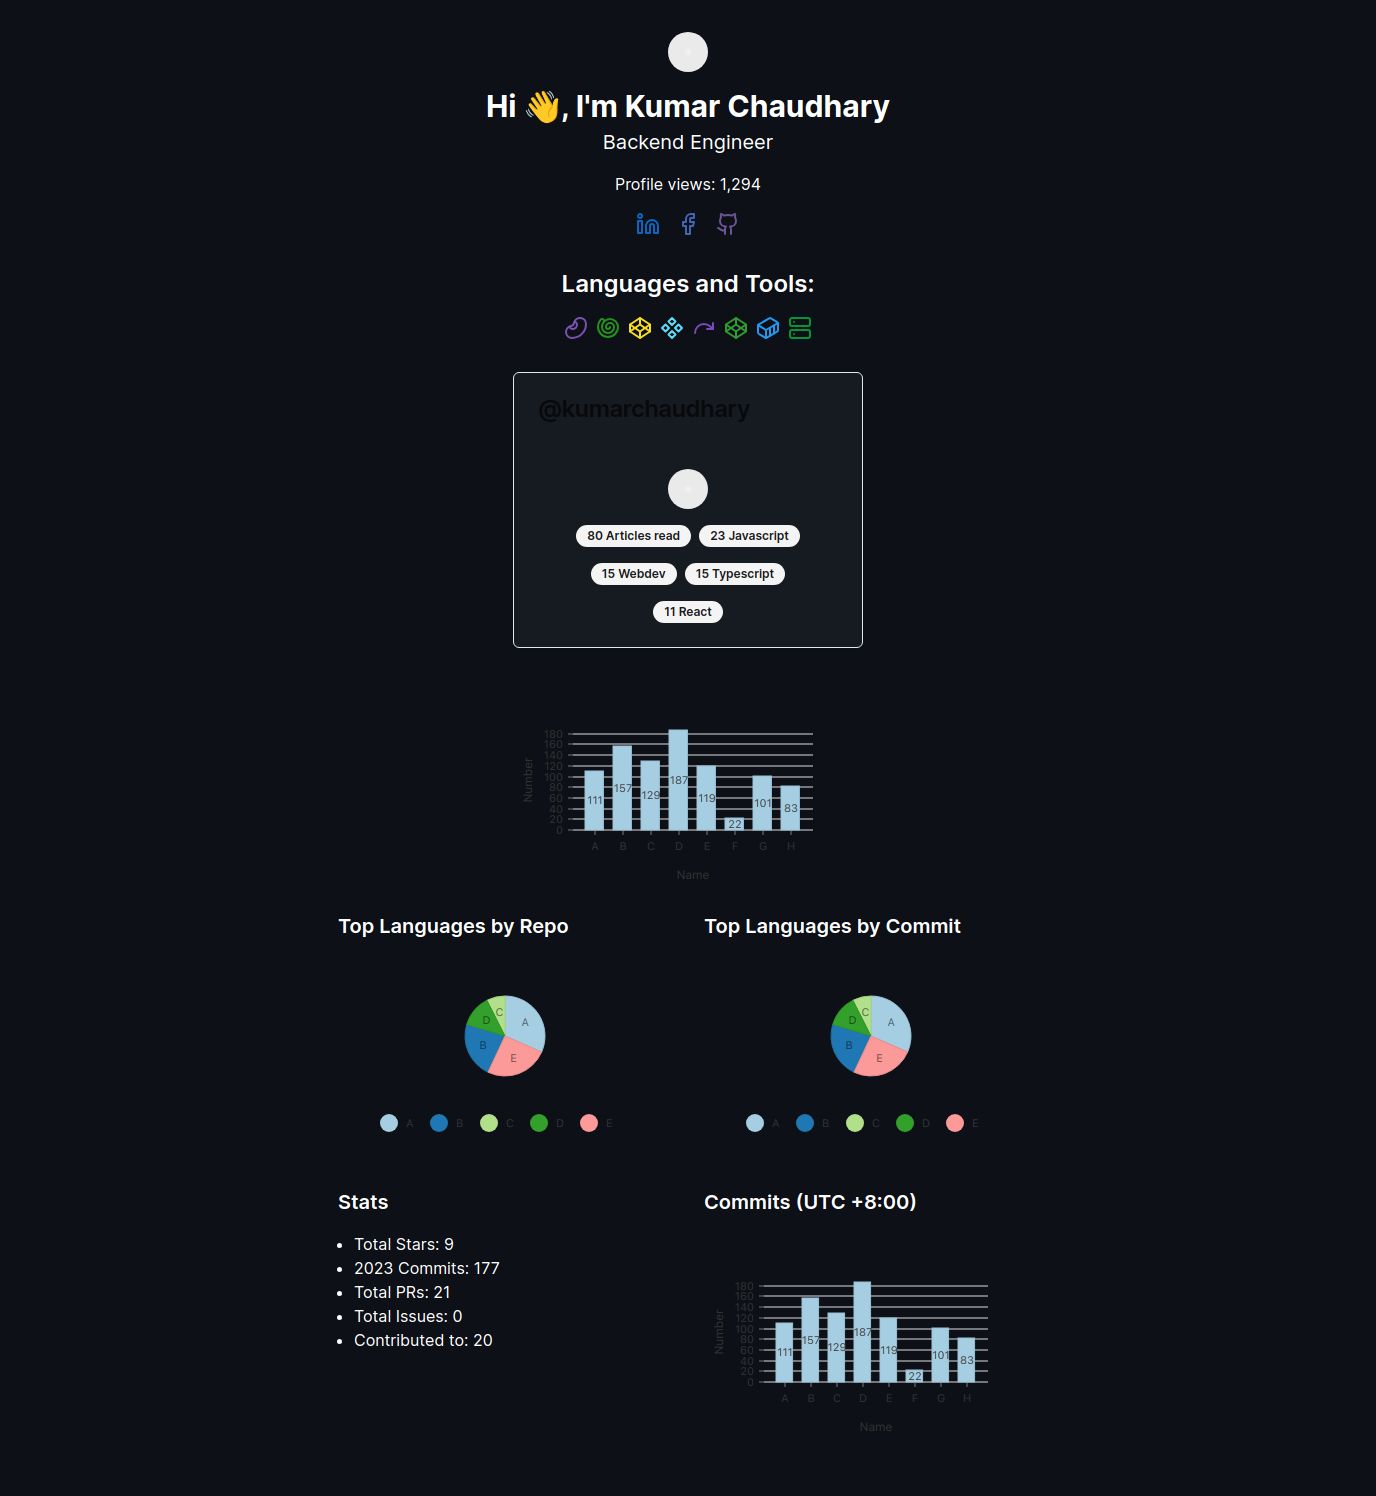 Hi 👋, I'm Kumar Chaudhary
Backend Engineer
Profile views: 1,294
Languages and Tools:
@kumarchaudhary
80 Articles read
23 Javascript
15 Webdev
15 Typescript
11 React
180
160
140
120
100
80
60
40
20
0
Number
111
157
129
187
119
22
101
83
A B C D E F G H
Name
Top Languages by Repo
A
B
C
D
E
A B C D E
Top Languages by Commit
A
B
C
D
E
A B C D E
Stats
• Total Stars: 9
• 2023 Commits: 177
• Total PRs: 21
• Total Issues: 0
• Contributed to: 20
Commits (UTC +8:00)
180
160
140
120
100
80
60
40
20
0
Number
111
157
129
187
119
22
101
83
A B C D E F G H
Name